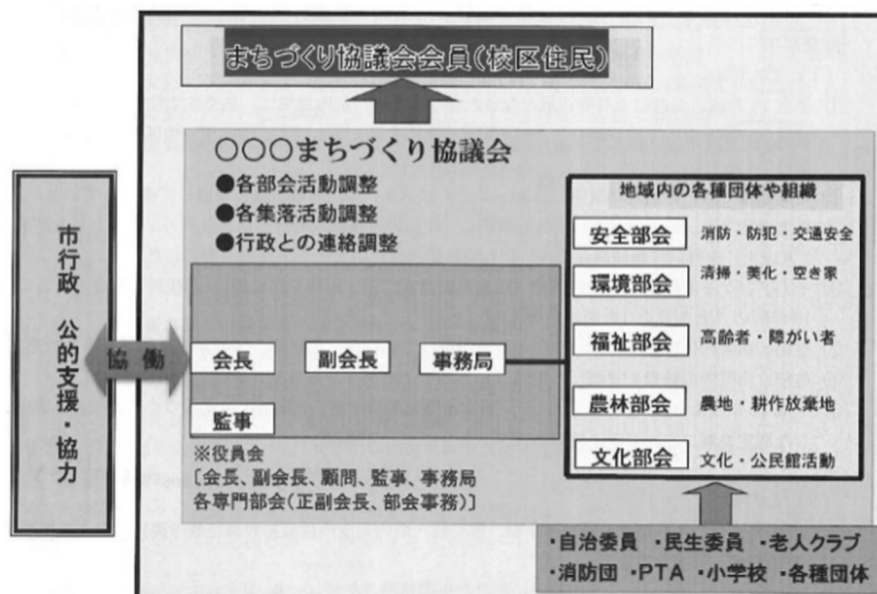 まちづくり協議会会員(校区住民)
〇〇〇まちづくり協議会
●各部会活動調整
●各集落活動調整
●行政との連絡調整
市行政 公的支援・協力
協働
会長
副会長
事務局
監事
※役員会
〔会長、副会長、顧問、監事、事務局
各専門部会(正副会長、部会事務)〕
地域内の各種団体や組織
安全部会 消防・防犯・交通安全
環境部会 清掃・美化・空き家
福祉部会 高齢者・障がい者
農林部会 農地・耕作放棄地
文化部会 文化・公民館活動
・自治委員 ・民生委員 ・老人クラブ
・消防団 ・PTA ・小学校 ・各種団体